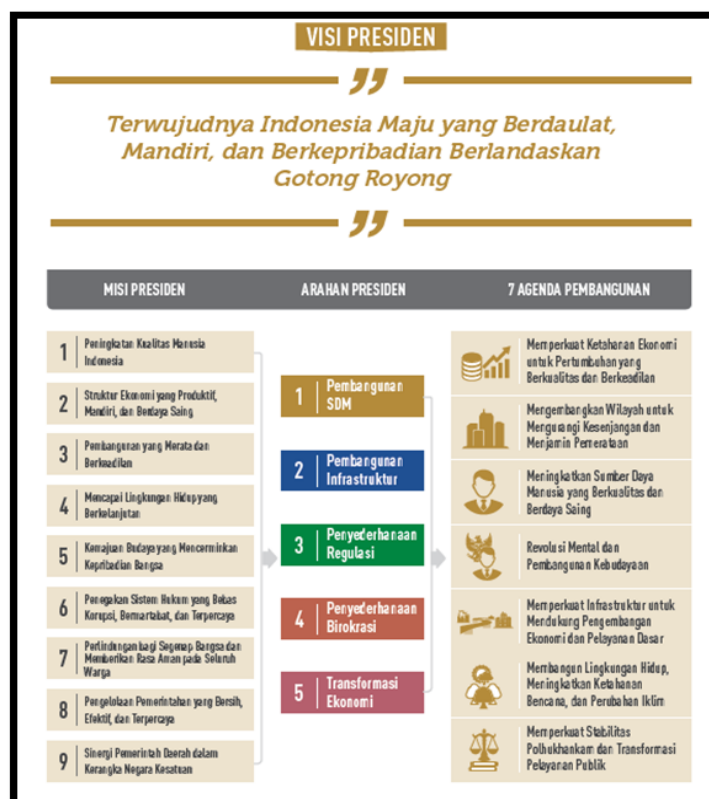 VISI PRESIDEN
Terwujudnya Indonesia Maju yang Berdaulat,
Mandiri, dan Berkepribadian Berlandaskan
Gotong Royong
MISI PRESIDEN
1
Peningkatan Kualitas Manusia
Indonesia
2
Struktur Ekonomi yang Produktif,
Mandiri, dan Berdaya Saing
3
Pembangunan yang Merata dan
Berkeadilan
4
Mencapai Lingkungan Hidup yang
Berkelanjutan
5
Kemajuan Budaya yang Mencerminkan
Kepribadian Bangsa
6
Penegakan Sistem Hukum yang Bebas
Korupsi, Bermartabat, dan Terpercaya
7
Perlindungan bagi Segenap Bangsa dan
Memberikan Rasa Aman pada Seluruh
Warga
8
Pengelolaan Pemerintahan yang Bersih,
Efektif, dan Terpercaya
9
Sinergi Pemerintah Daerah dalam
Kerangka Negara Kesatuan
ARAHAN PRESIDEN
1
Pembangunan
SDM
2
Pembangunan
Infrastruktur
3
Penyederhanaan
Regulasi
4
Penyederhanaan
Birokrasi
5
Transformasi
Ekonomi
7 AGENDA PEMBANGUNAN
Memperkuat Ketahanan Ekonomi
untuk Pertumbuhan yang
Berkualitas dan Berkeadilan
Mengembangkan Wilayah untuk
Mengurangi Kesenjangan dan
Menjamin Pemerataan
Meningkatkan Sumber Daya
Manusia yang Berkualitas dan
Berdaya Saing
Revolusi Mental dan
Pembangunan Kebudayaan
Memperkuat Infrastruktur untuk
Mendukung Pengembangan
Ekonomi dan Pelayanan Dasar
Membangun Lingkungan Hidup,
Meningkatkan Ketahanan
Bencana, dan Perubahan Iklim
Memperkuat Stabilitas
Polhukhankam dan Transformasi
Pelayanan Publik